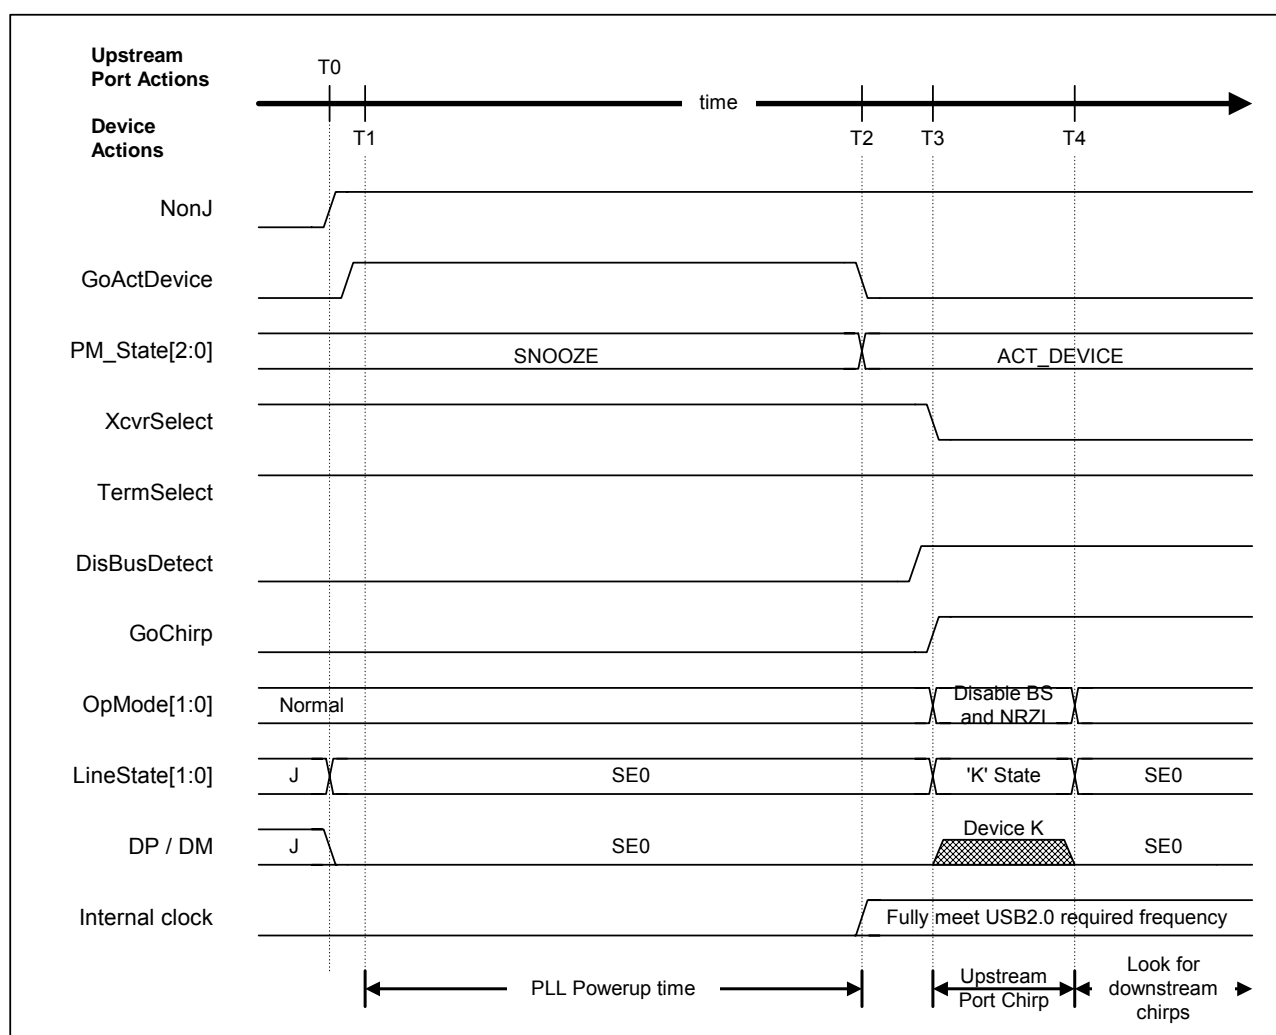 Upstream
Port Actions
T0
time
Device
Actions
T1
T2
T3
T4
NonJ
GoActDevice
PM_State[2:0]
SNOOZE
ACT_DEVICE
XcvrSelect
TermSelect
DisBusDetect
GoChirp
OpMode[1:0]
Normal
Disable BS
and NRZI
LineState[1:0]
J
SE0
'K' State
SE0
DP / DM
J
SE0
Device K
SE0
Internal clock
Fully meet USB2.0 required frequency
PLL Powerup time
Upstream
Port Chirp
Look for
downstream
chirps